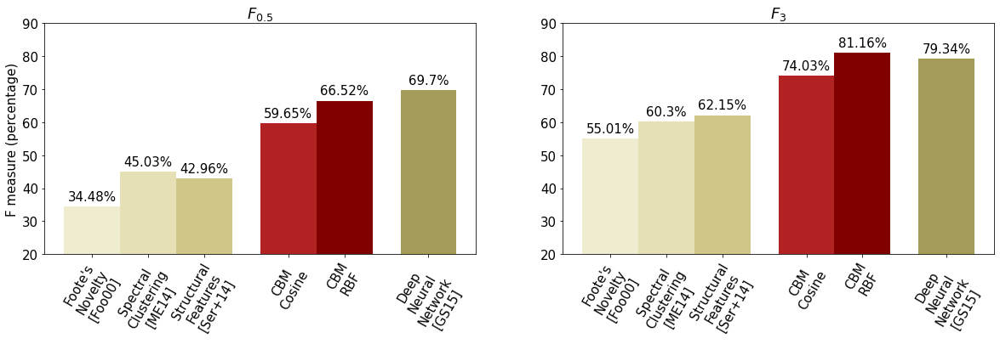 F0.5
F measure (percentage)
90
80
70
60
50
40
30
20
34.48%
45.03%
42.96%
59.65%
66.52%
69.7%
Foote's
Novelty
[Foo00]
Spectral
Clustering
[ME14]
Structural
Features
[Ser+14]
CBM
Cosine
CBM
RBF
Deep
Neural
Network
[GS15]
F3
90
80
70
60
50
40
30
20
55.01%
60.3%
62.15%
74.03%
81.16%
79.34%
Foote's
Novelty
[Foo00]
Spectral
Clustering
[ME14]
Structural
Features
[Ser+14]
CBM
Cosine
CBM
RBF
Deep
Neural
Network
[GS15]